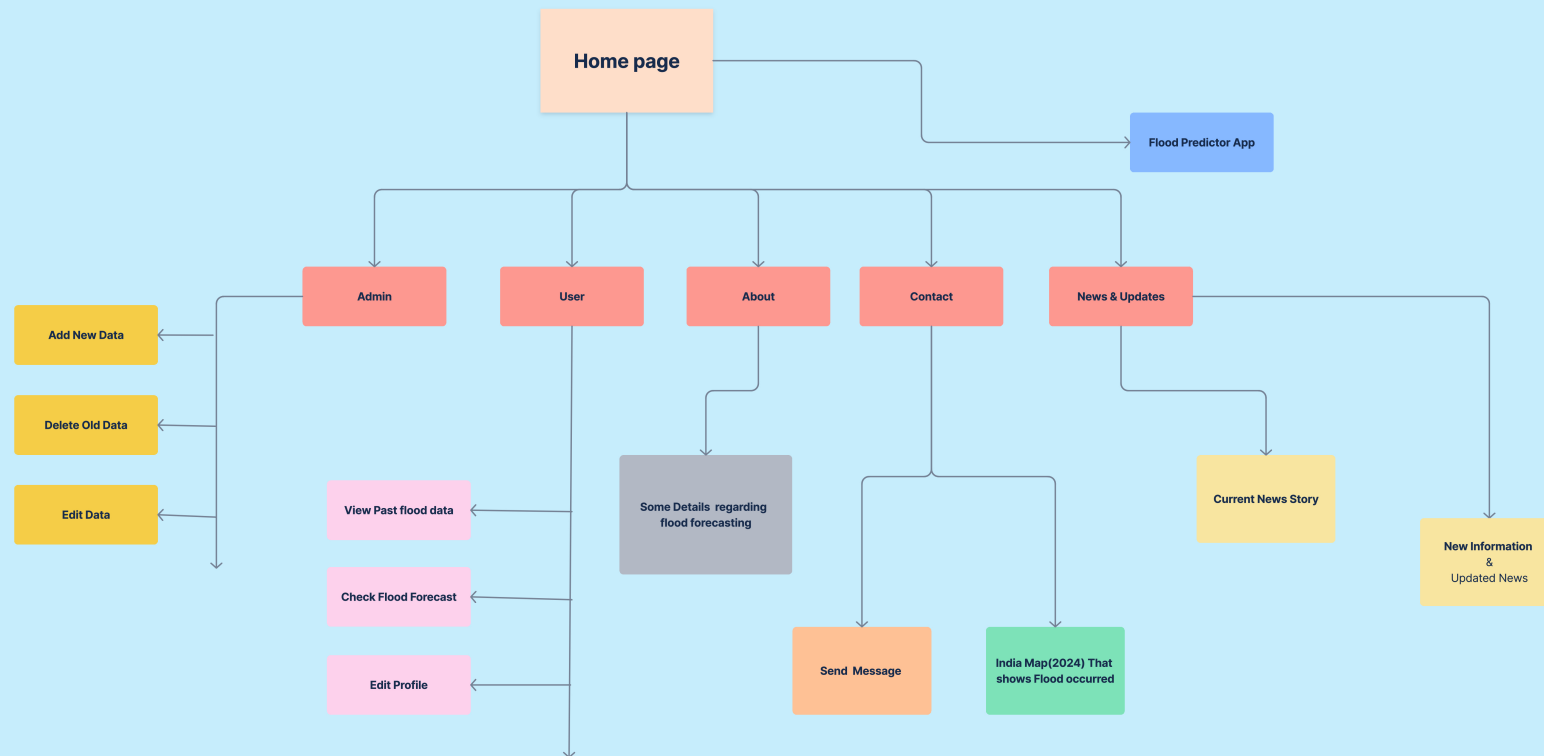 Home page
Flood Predictor App
Admin
User
About
Contact
News & Updates
Add New Data
Delete Old Data
Edit Data
View Past flood data
Check Flood Forecast
Edit Profile
Some Details regarding
flood forecasting
Send Message
India Map(2024) That
shows Flood occurred
Current News Story
New Information
&
Updated News